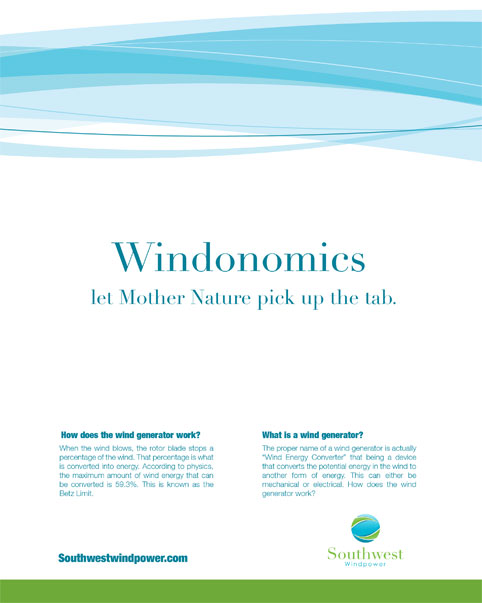 Windonomics
let Mother Nature pick up the tab.
How does the wind generator work?
When the wind blows, the rotor blade stops a
percentage of the wind. That percentage is what
is converted into energy. According to physics,
the maximum amount of wind energy that can
be converted is 59.3%. This is known as the
Betz Limit.
What is a wind generator?
The proper name of a wind generator is actually
"Wind Energy Converter" that being a device
that converts the potential energy in the wind to
another form of energy. This can either be
mechanical or electrical. How does the wind
generator work?
Southwestwindpower.com
Southwest
Windpower